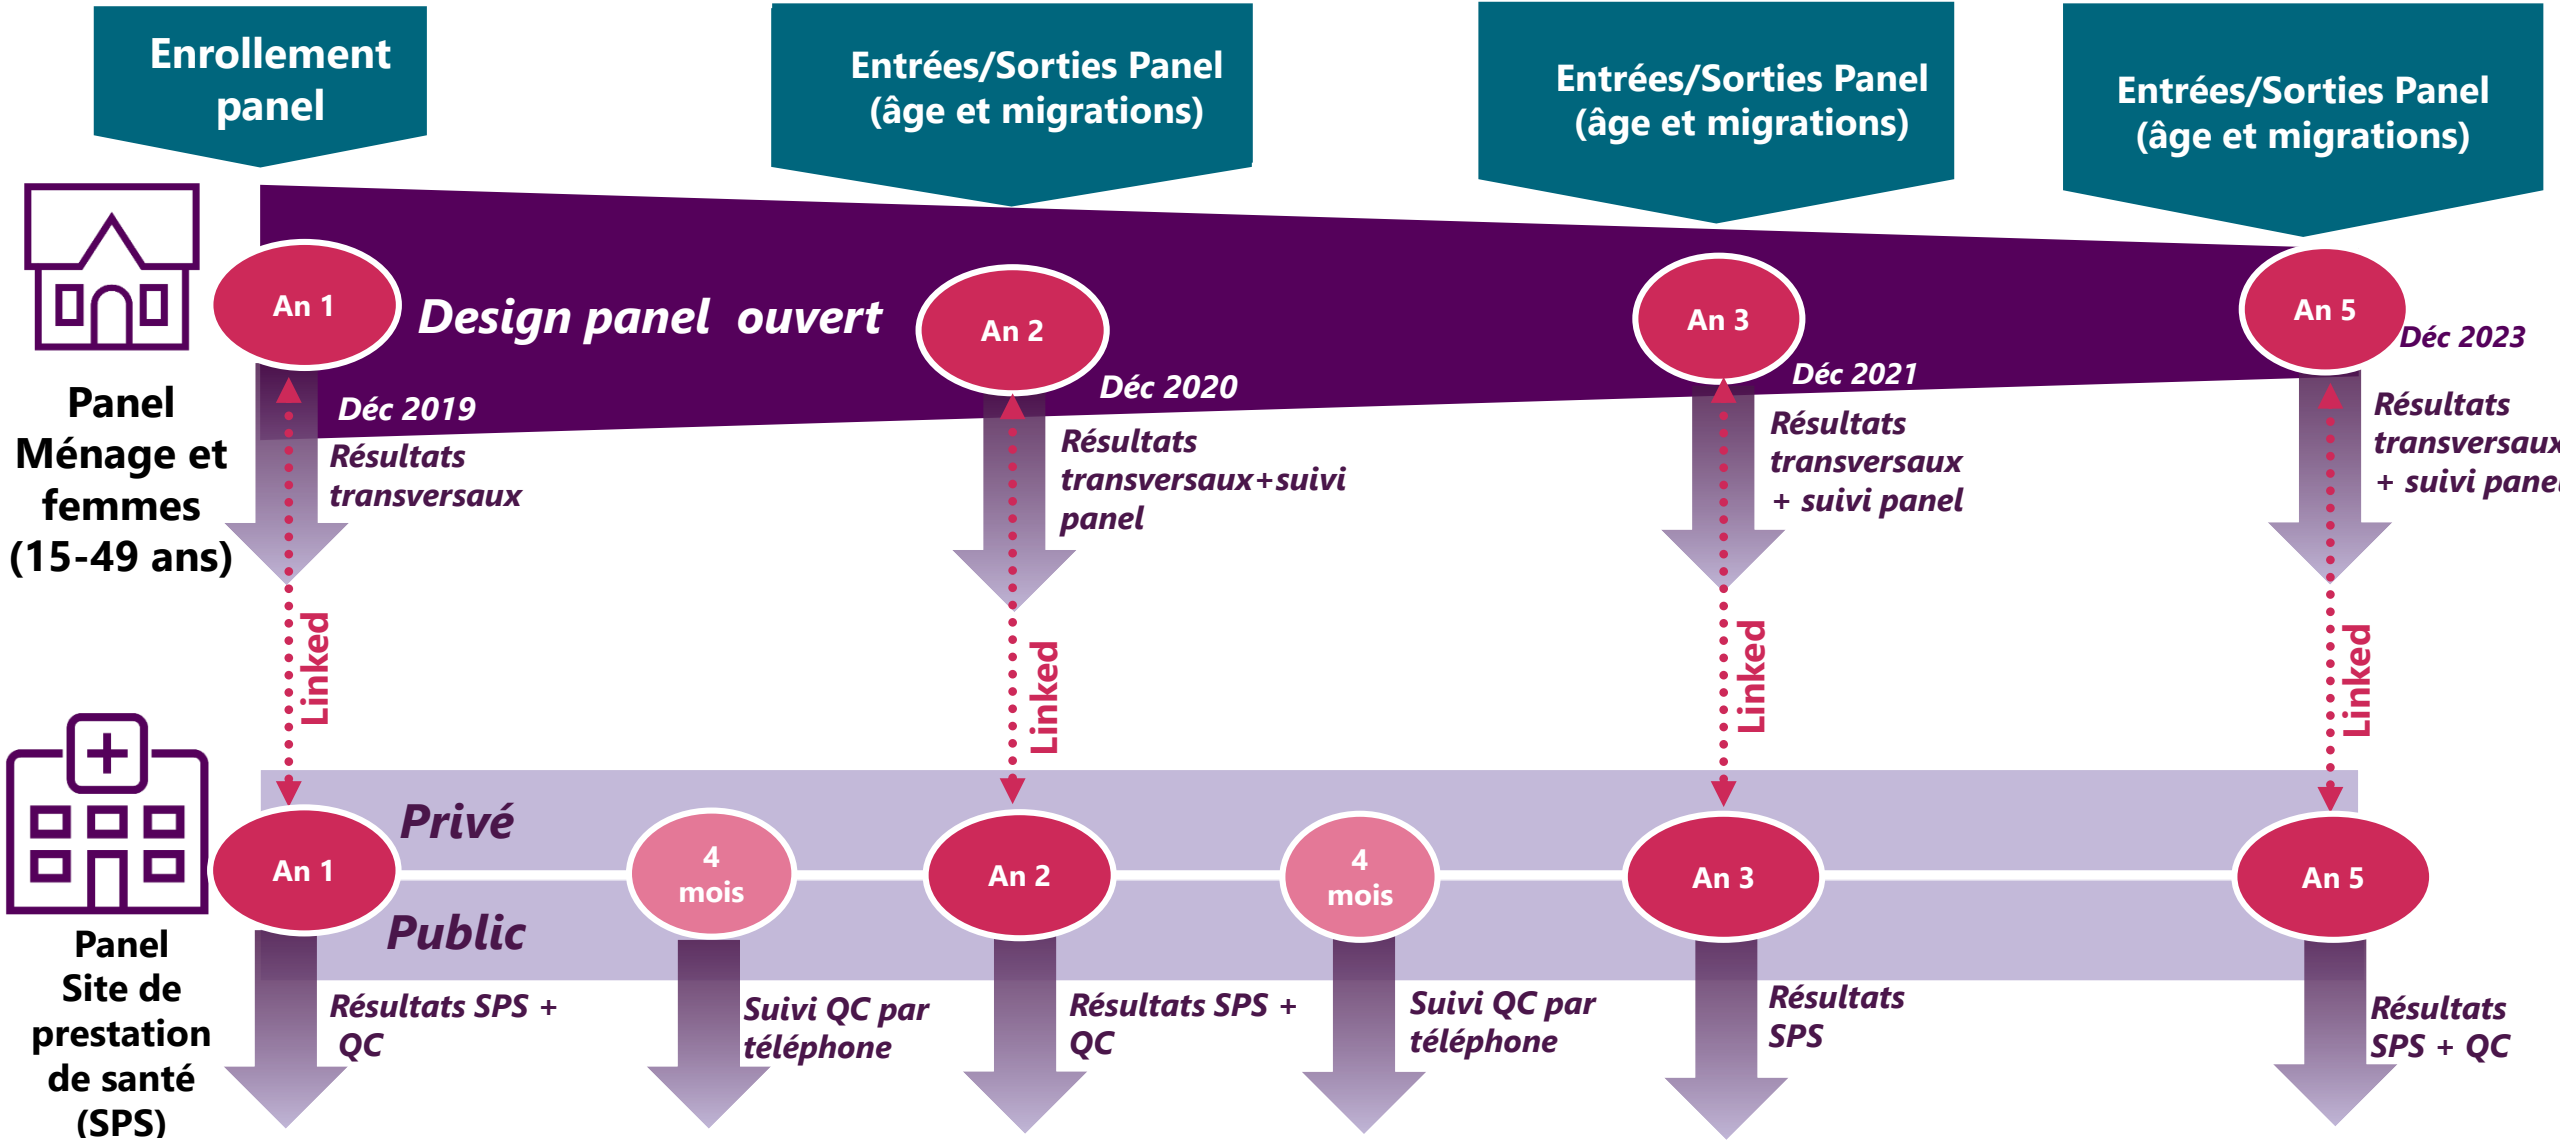 Enrollement
panel
Entrées/Sorties Panel
(âge et migrations)
Entrées/Sorties Panel
(âge et migrations)
Entrées/Sorties Panel
(âge et migrations)
An 1
Design panel ouvert
An 2
An 3
An 5
Déc 2019
Déc 2020
Déc 2021
Déc 2023
Panel
Ménage et
femmes
(15-49 ans)
Résultats
transversaux
Résultats
transversaux+suivi
panel
Résultats
transversaux
+ suivi panel
Résultats
transversaux
+ suivi panel
Linked
Linked
Linked
Linked
Privé
An 1
4
mois
An 2
4
mois
An 3
An 5
Public
Panel
Site de
prestation
de santé
(SPS)
Résultats SPS +
QC
Suivi QC par
téléphone
Résultats SPS +
QC
Suivi QC par
téléphone
Résultats
SPS
Résultats
SPS + QC